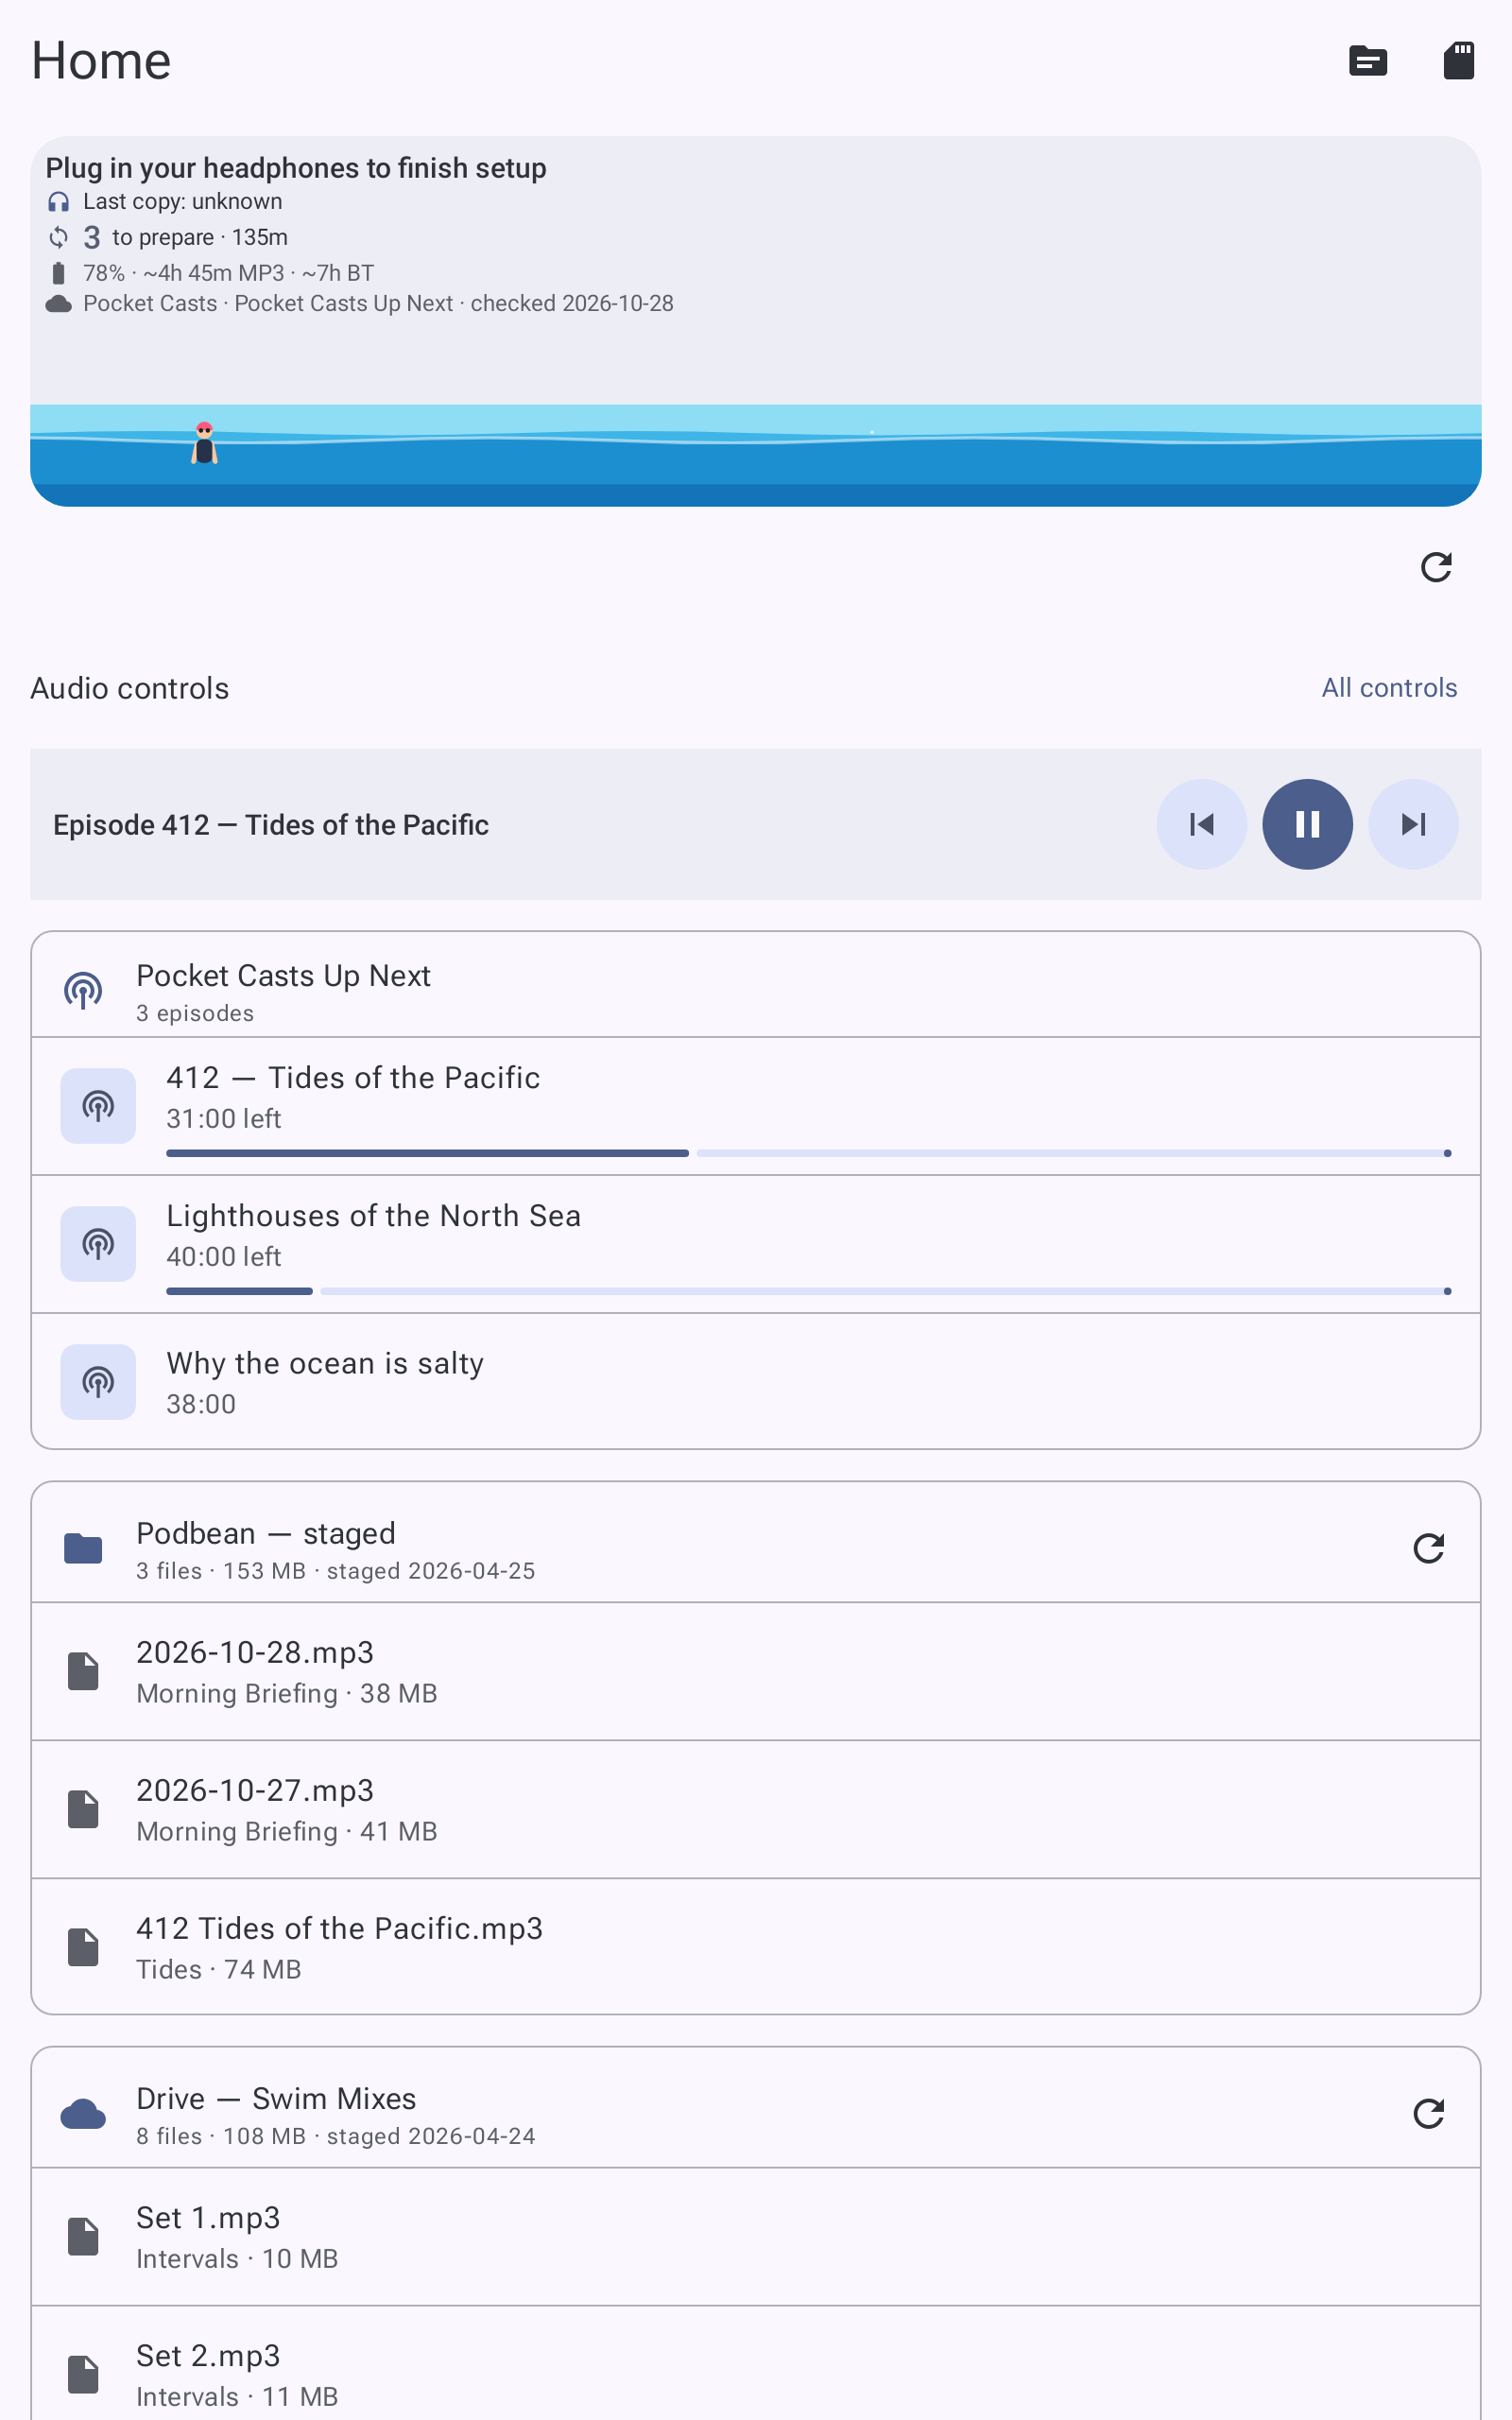 Home
Plug in your headphones to finish setup
Last copy: unknown
3 to prepare · 135m
78% · ~4h 45m MP3 · ~7h BT
Pocket Casts · Pocket Casts Up Next · checked 2026-10-28
Audio controls
All controls
Episode 412 — Tides of the Pacific
Pocket Casts Up Next
3 episodes
412 — Tides of the Pacific
31:00 left
Lighthouses of the North Sea
40:00 left
Why the ocean is salty
38:00
Podbean — staged
3 files · 153 MB · staged 2026-04-25
2026-10-28.mp3
Morning Briefing · 38 MB
2026-10-27.mp3
Morning Briefing · 41 MB
412 Tides of the Pacific.mp3
Tides · 74 MB
Drive — Swim Mixes
8 files · 108 MB · staged 2026-04-24
Set 1.mp3
Intervals · 10 MB
Set 2.mp3
Intervals · 11 MB